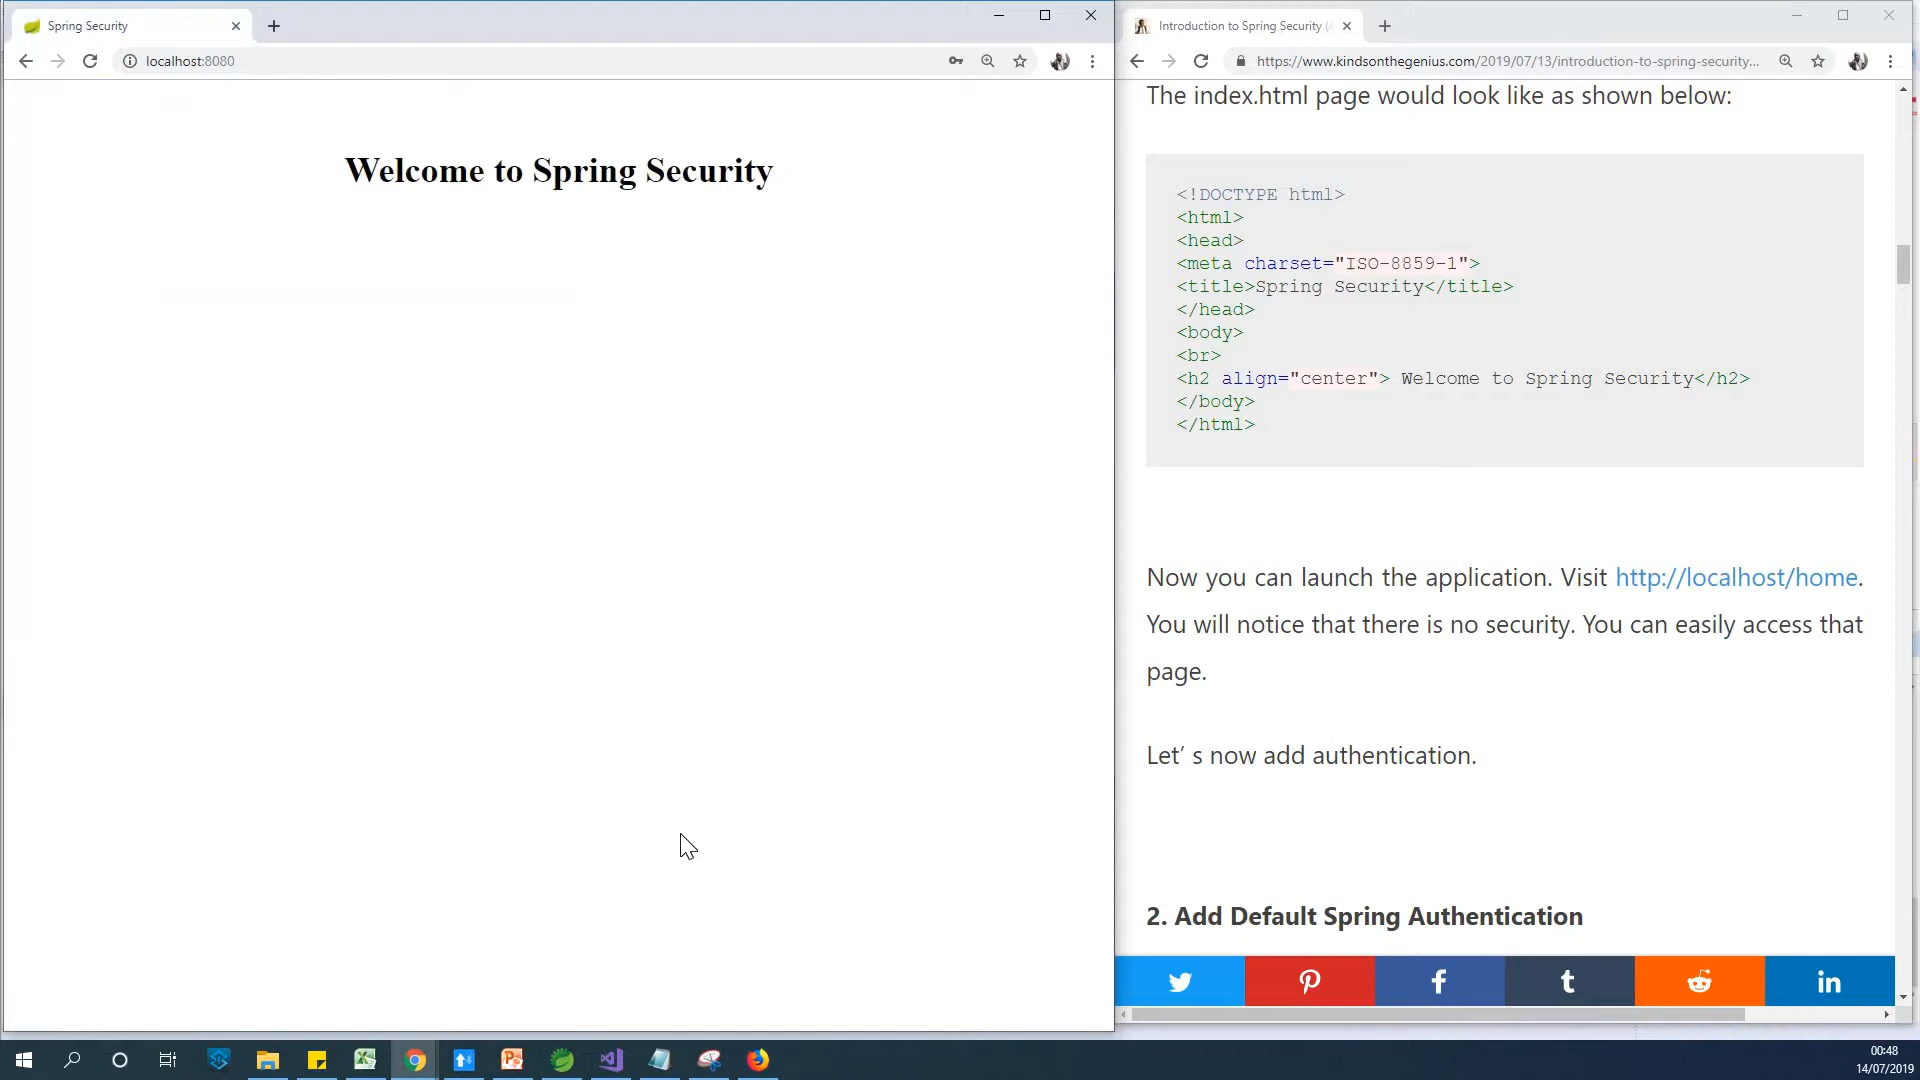 Spring Security
localhost:8080
Welcome to Spring Security
Introduction to Spring Security (
https://www.kindsonthegenius.com/2019/07/13/introduction-to-spring-security...
The index.html page would look like as shown below:
<!DOCTYPE html>
<html>
<head>
<meta charset="ISO-8859-1">
<title>Spring Security</title>
</head>
<body>
<br>
<h2 align="center"> Welcome to Spring Security</h2>
</body>
</html>
Now you can launch the application. Visit http://localhost/home.
You will notice that there is no security. You can easily access that
page.
Let’ s now add authentication.
2. Add Default Spring Authentication
00:48
14/07/2019